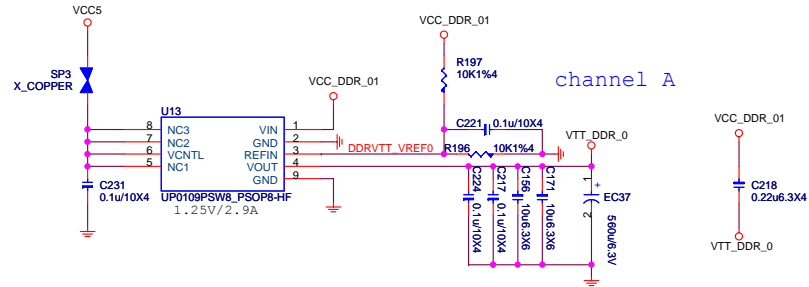 VCC5
VCC_DDR_01
R197
10K1%4
channel A
SP3
X_COPPER
VCC_DDR_01
U13
C221
0.1u/10X4
VTT_DDR_0
VCC_DDR_01
8 NC3 VIN 1
7 NC2 GND 2
6 VCNTL REFIN 3
5 NC1 VOUT 4
GND 9
DDRVTT_VREF0
R196
10K1%4
C231
0.1u/10X4
UP0109PSW8_PSOP8-HF
1.25V/2.9A
C224
0.1u/10X4
C217
0.1u/10X4
C156
10u6.3X6
C171
10u6.3X6
1
+
EC37
2
560u/6.3V
C218
0.22u6.3X4
VTT_DDR_0